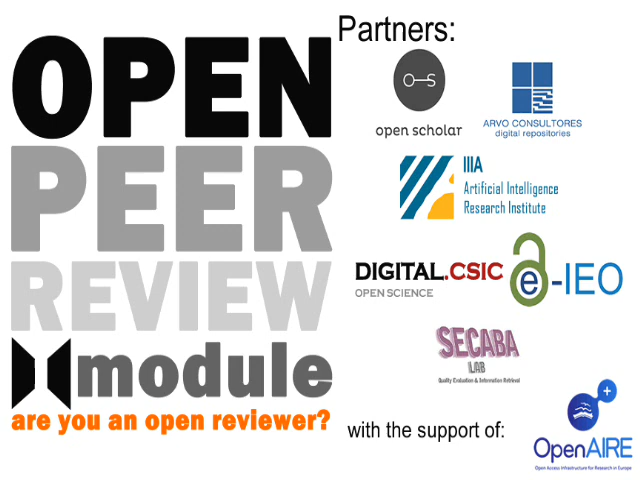 OPEN
PEER
REVIEW
module
are you an open reviewer?
Partners:
O-S
open scholar
ARVO CONSULTORES
digital repositories
IIIA
Artificial Intelligence
Research Institute
DIGITAL.CSIC
OPEN SCIENCE
e-IEO
SECABA
LAB
Quality Evaluation & Information Retrieval
with the support of:
OpenAIRE
Open Access Infrastructure for Research in Europe